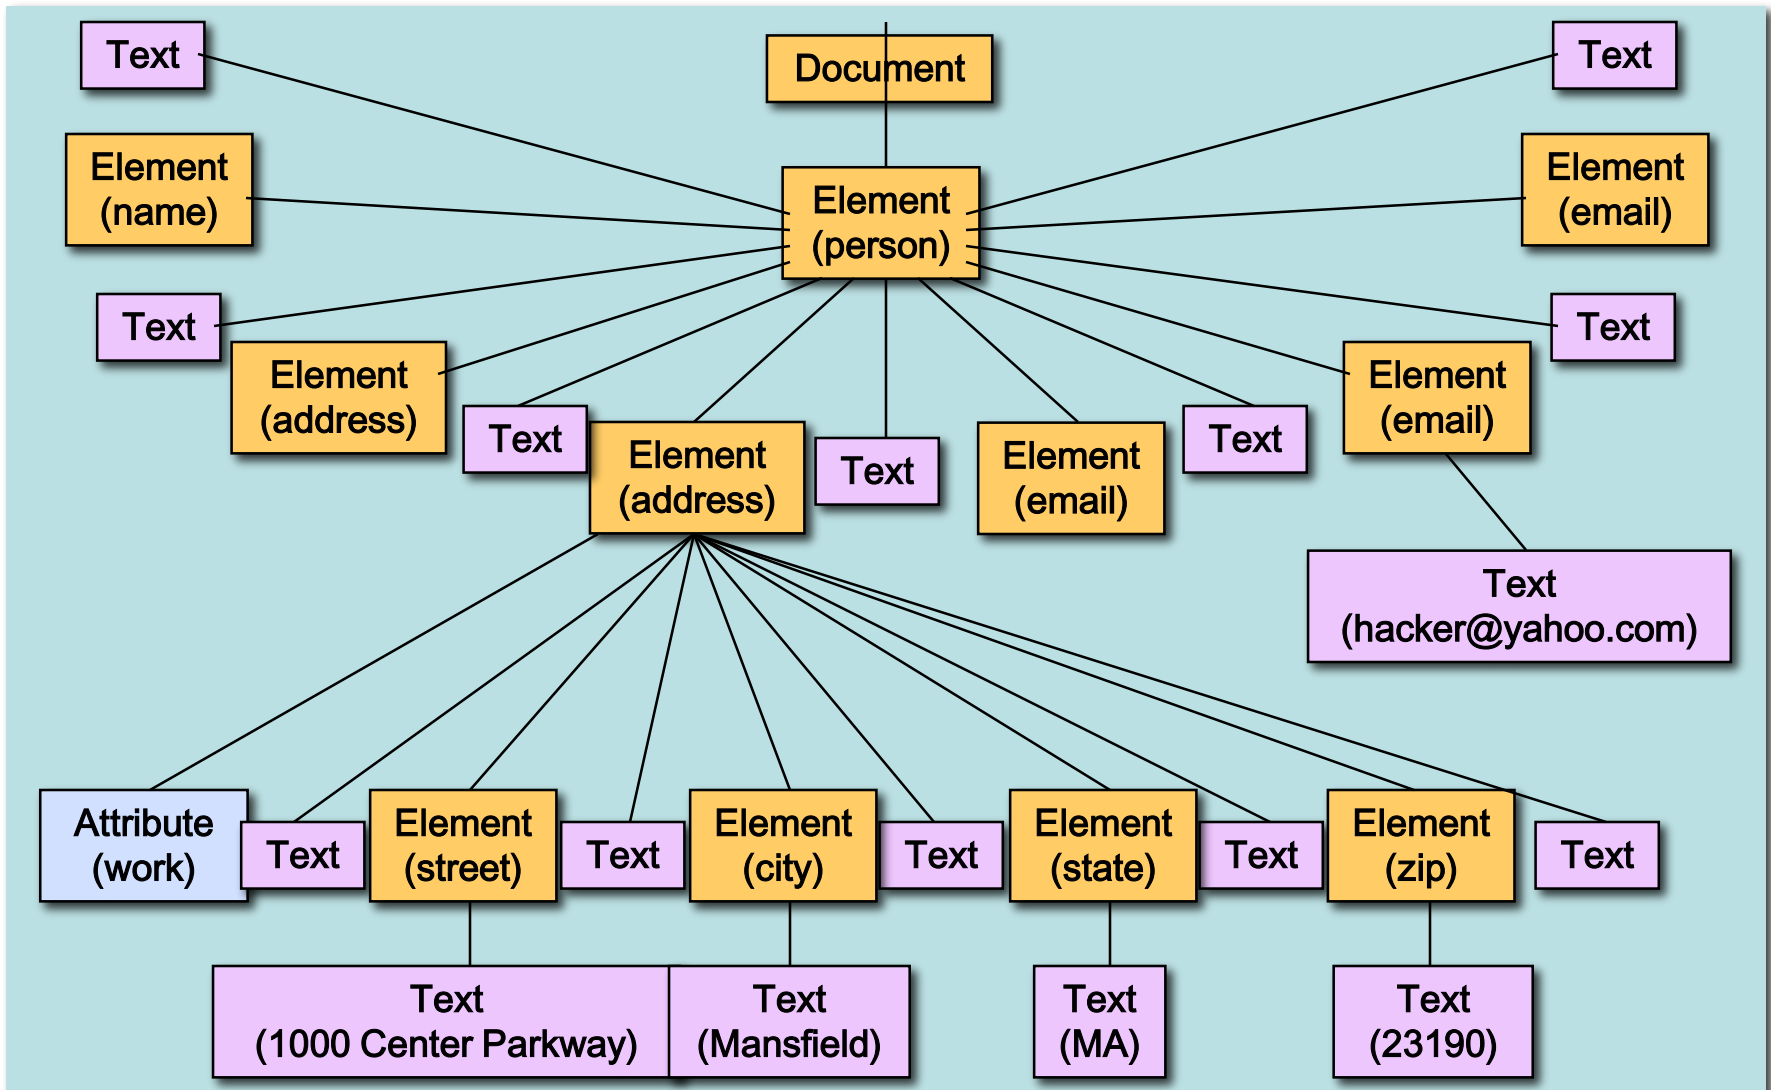 Text
Document
Text
Element
(name)
Element
(person)
Element
(email)
Text
Text
Element
(address)
Element
(email)
Text
Element
(address)
Text
Element
(email)
Text
Text
(hacker@yahoo.com)
Attribute
(work)
Text
Element
(street)
Text
Element
(city)
Text
Element
(state)
Text
Element
(zip)
Text
Text
(1000 Center Parkway)
Text
(Mansfield)
Text
(MA)
Text
(23190)